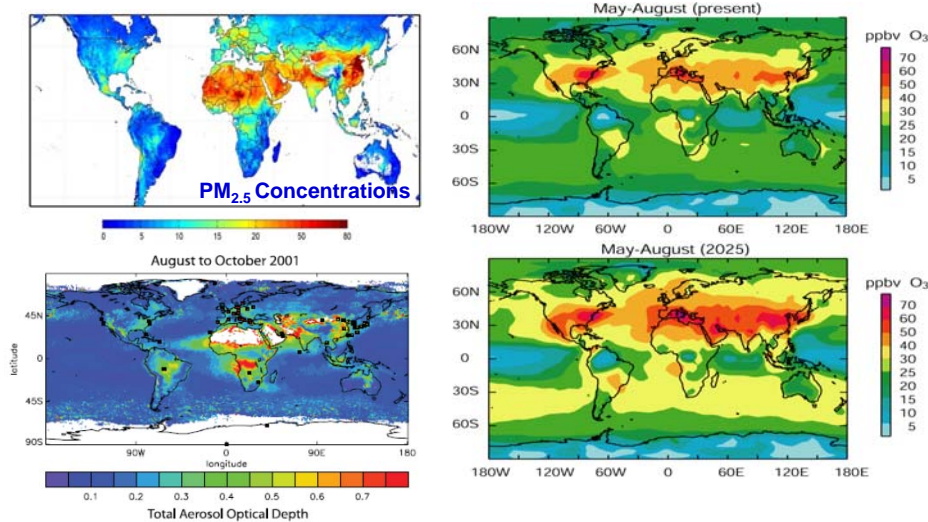 PM2.5 Concentrations
0 5 10 15 20 50 80
August to October 2001
45N
0
45S
90S
latitude
90W 0 90E 180
longitude
0.1 0.2 0.3 0.4 0.5 0.6 0.7
Total Aerosol Optical Depth
May-August (present)
ppbv O3
60N
30N
0
30S
60S
70
60
50
40
30
25
20
15
10
5
180W 120W 60W 0 60E 120E 180E
May-August (2025)
ppbv O3
60N
30N
0
30S
60S
70
60
50
40
30
25
20
15
10
5
180W 120W 60W 0 60E 120E 180E